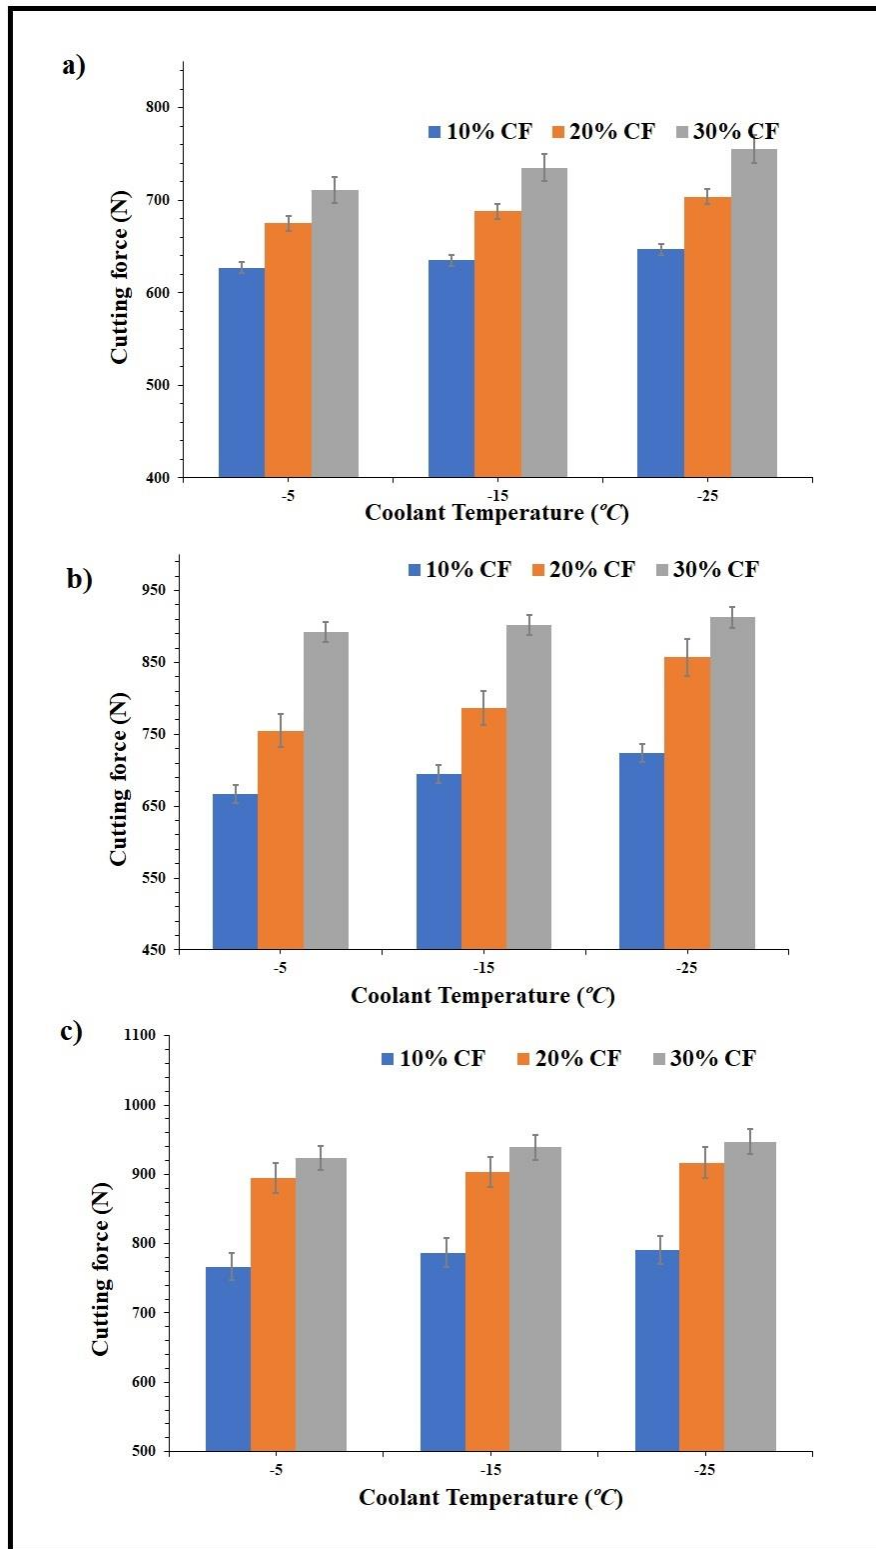 a)
800
10% CF 20% CF 30% CF
700
600
500
400
Cutting force (N)
-5 -15 -25
Coolant Temperature (°C)
b)
10% CF 20% CF 30% CF
950
850
750
650
550
450
Cutting force (N)
-5 -15 -25
Coolant Temperature (°C)
c)
1100
10% CF 20% CF 30% CF
1000
900
800
700
600
500
Cutting force (N)
-5 -15 -25
Coolant Temperature (°C)